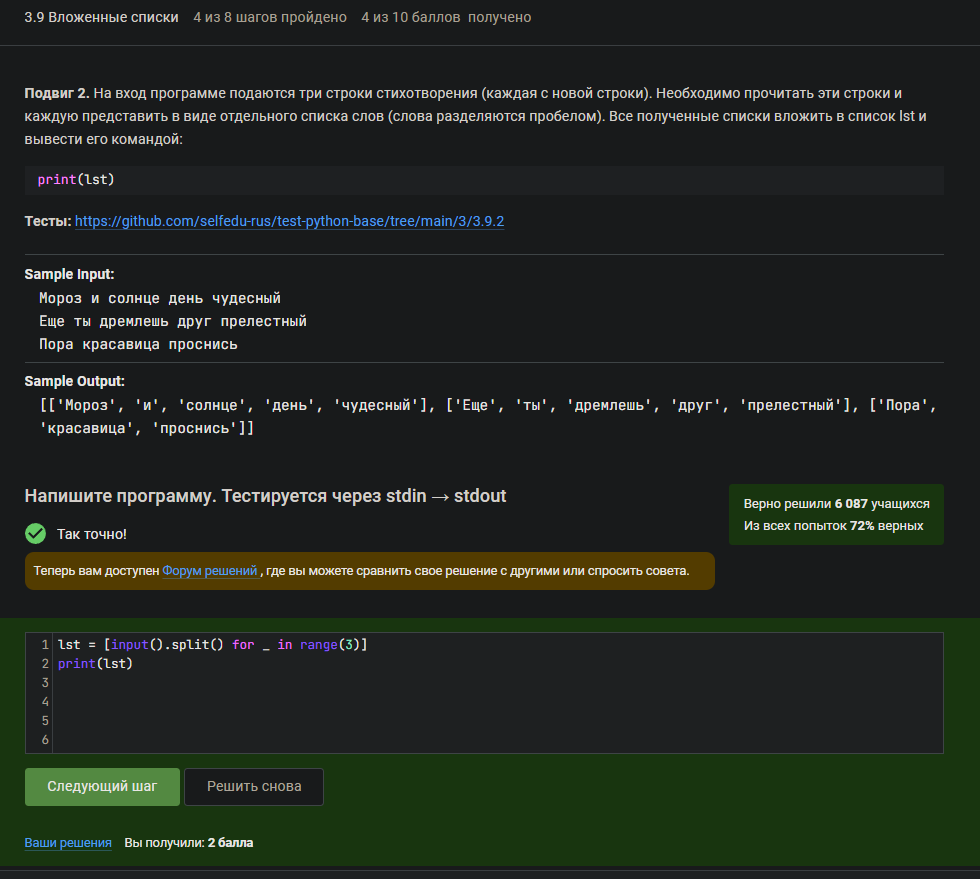 3.9 Вложенные списки 4 из 8 шагов пройдено 4 из 10 баллов получено
Подвиг 2. На вход программе подаются три строки стихотворения (каждая с новой строки). Необходимо прочитать эти строки и
каждую представить в виде отдельного списка слов (слова разделяются пробелом). Все полученные списки вложить в список lst и
вывести его командой:
print(lst)
Тесты: https://github.com/selfedu-rus/test-python-base/tree/main/3/3.9.2
Sample Input:
Мороз и солнце день чудесный
Еще ты дремлешь друг прелестный
Пора красавица проснись
Sample Output:
[['Мороз', 'и', 'солнце', 'день', 'чудесный'], ['Еще', 'ты', 'дремлешь', 'друг', 'прелестный'], ['Пора',
'красавица', 'проснись']]
Напишите программу. Тестируется через stdin → stdout
Верно решили 6 087 учащихся
Из всех попыток 72% верных
Так точно!
Теперь вам доступен Форум решений , где вы можете сравнить свое решение с другими или спросить совета.
1 lst = [input().split() for _ in range(3)]
2 print(lst)
3
4
5
6
Следующий шаг Решить снова
Ваши решения Вы получили: 2 балла